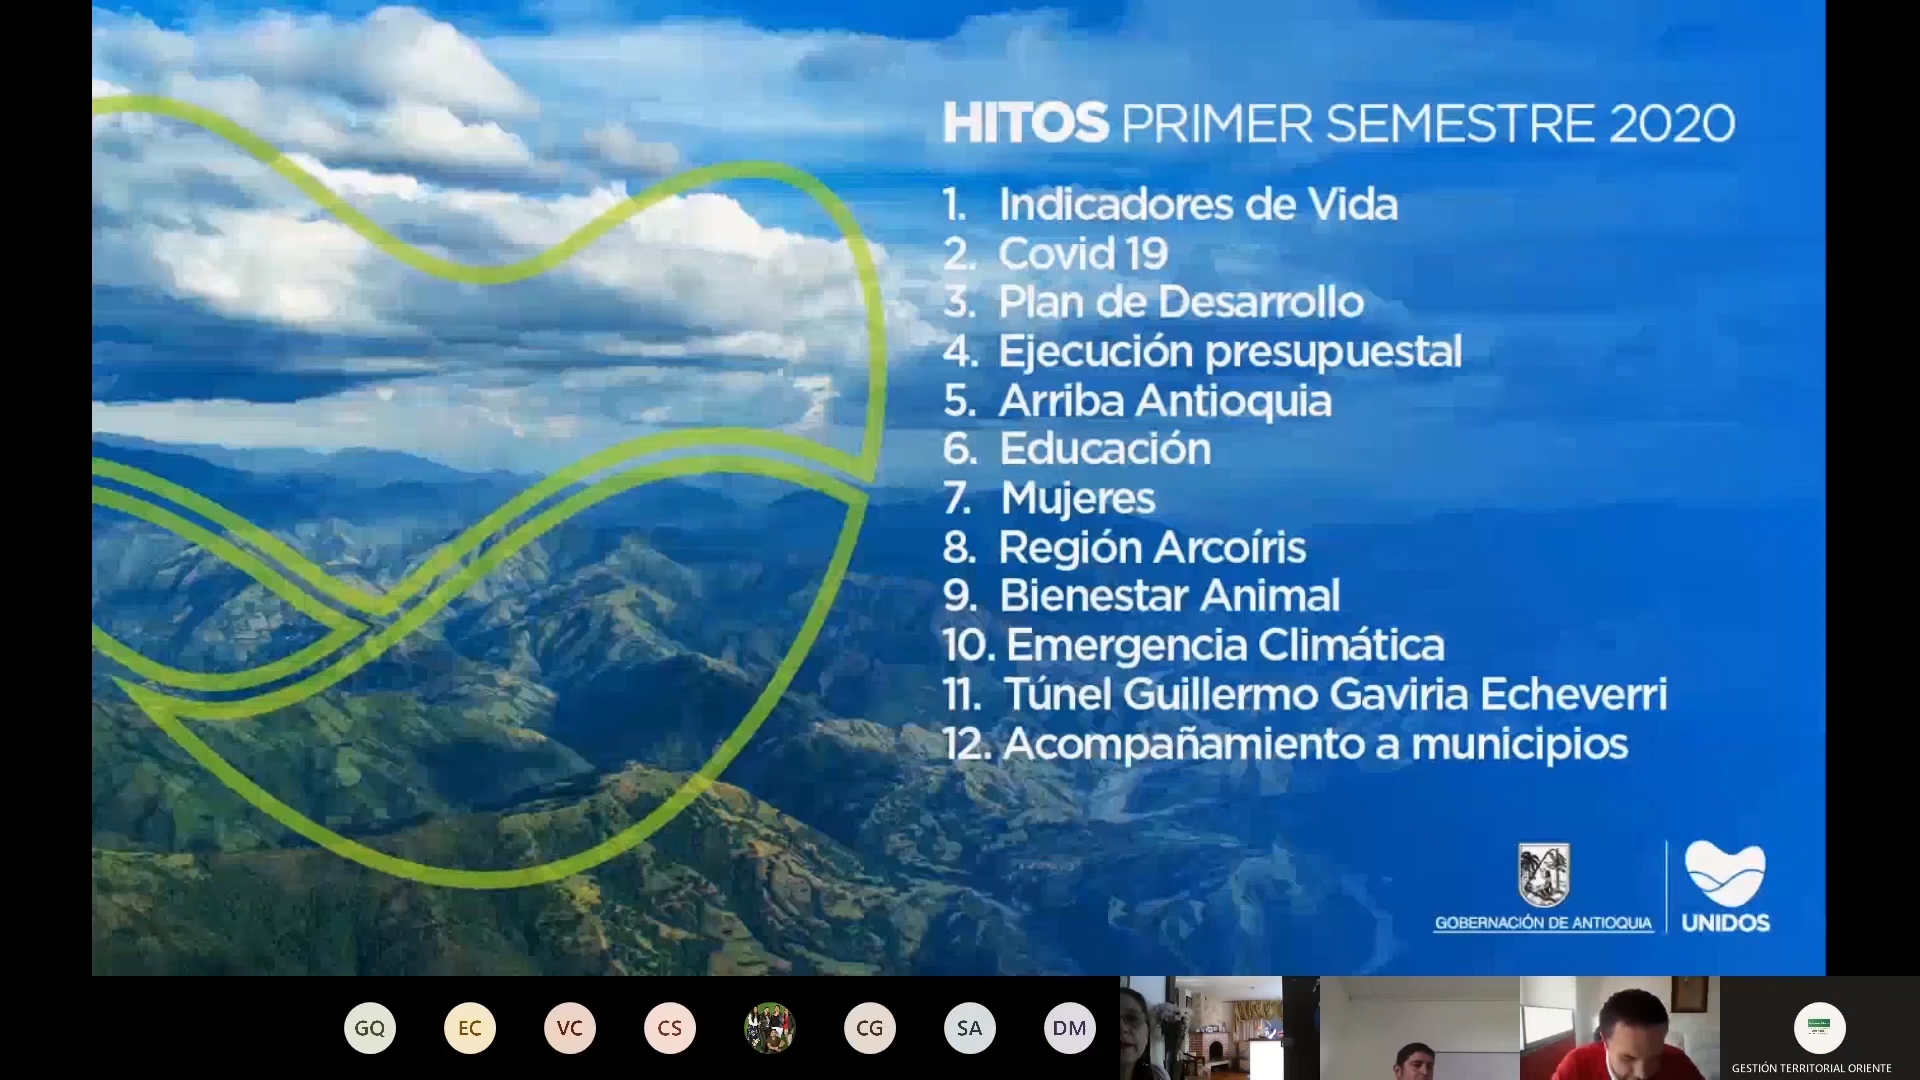 HITOS PRIMER SEMESTRE 2020
1. Indicadores de Vida
2. Covid 19
3. Plan de Desarrollo
4. Ejecución presupuestal
5. Arriba Antioquia
6. Educación
7. Mujeres
8. Región Arcoíris
9. Bienestar Animal
10. Emergencia Climática
11. Túnel Guillermo Gaviria Echeverri
12. Acompañamiento a municipios
GOBERNACIÓN DE ANTIOQUIA
UNIDOS
GQ EC VC CS CG SA DM
GESTIÓN TERRITORIAL ORIENTE